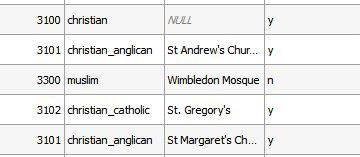 3100 christian NULL y
3101 christian_anglican St Andrew's Chur... y
3300 muslim Wimbledon Mosque n
3102 christian_catholic St. Gregory's y
3101 christian_anglican St Margaret's Ch... y